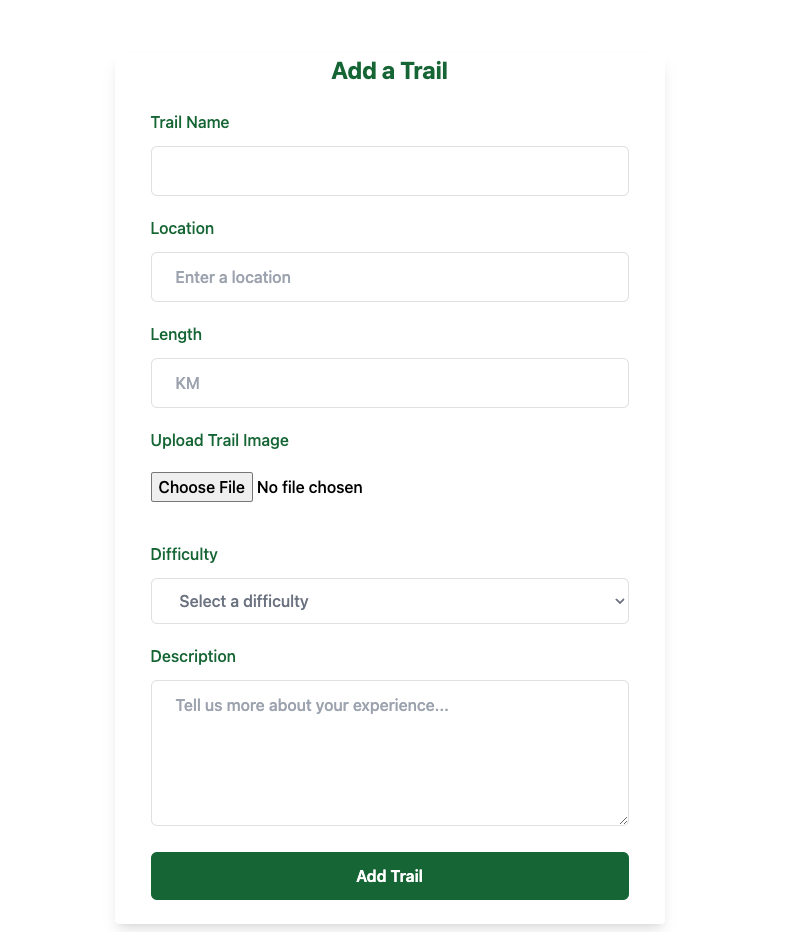 Add a Trail
Trail Name
Location
Enter a location
Length
KM
Upload Trail Image
Choose File No file chosen
Difficulty
Select a difficulty
Description
Tell us more about your experience...
Add Trail